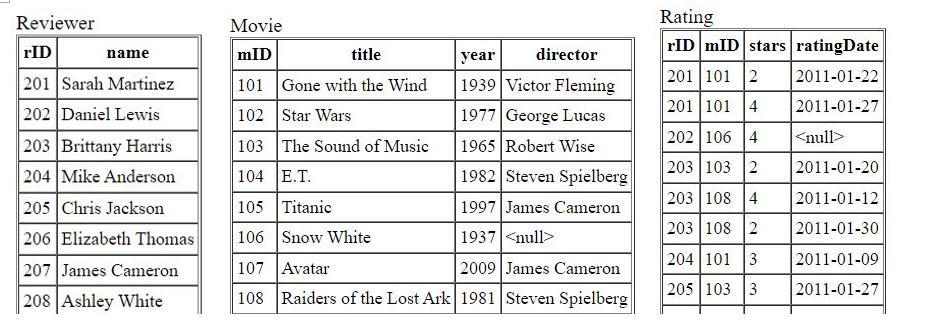 Reviewer
rID name
201 Sarah Martinez
202 Daniel Lewis
203 Brittany Harris
204 Mike Anderson
205 Chris Jackson
206 Elizabeth Thomas
207 James Cameron
208 Ashley White
Movie
mID title year director
101 Gone with the Wind 1939 Victor Fleming
102 Star Wars 1977 George Lucas
103 The Sound of Music 1965 Robert Wise
104 E.T. 1982 Steven Spielberg
105 Titanic 1997 James Cameron
106 Snow White 1937 <null>
107 Avatar 2009 James Cameron
108 Raiders of the Lost Ark 1981 Steven Spielberg
Rating
rID mID stars ratingDate
201 101 2 2011-01-22
201 101 4 2011-01-27
202 106 4 <null>
203 103 2 2011-01-20
203 108 4 2011-01-12
203 108 2 2011-01-30
204 101 3 2011-01-09
205 103 3 2011-01-27